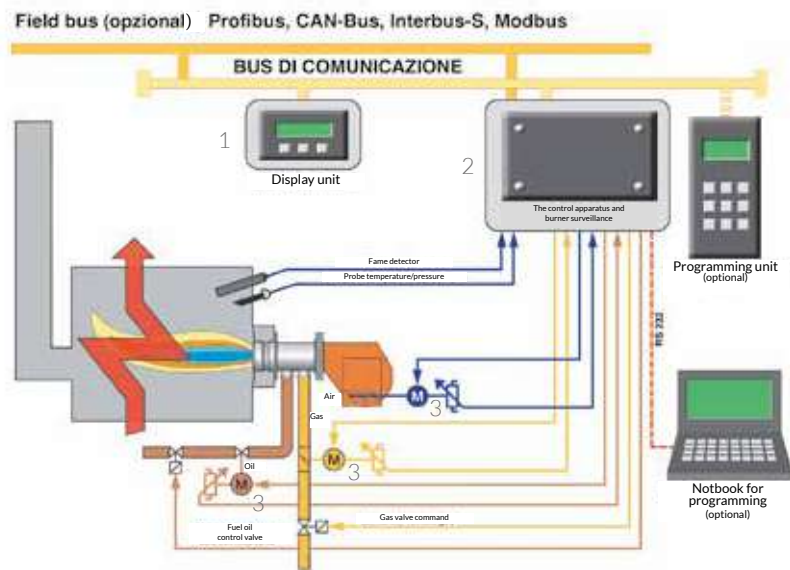 Field bus (opzional) Profibus, CAN-Bus, Interbus-S, Modbus
BUS DI COMUNICAZIONE
1
Display unit
2
The control apparatus and
burner surveillance
Programming unit
(optional)
Fame detector
Probe temperature/pressure
RS 232
M
3
Air
Gas
M
3
Oil
M
3
Gas valve command
Fuel oil
control valve
Notbook for
programming
(optional)